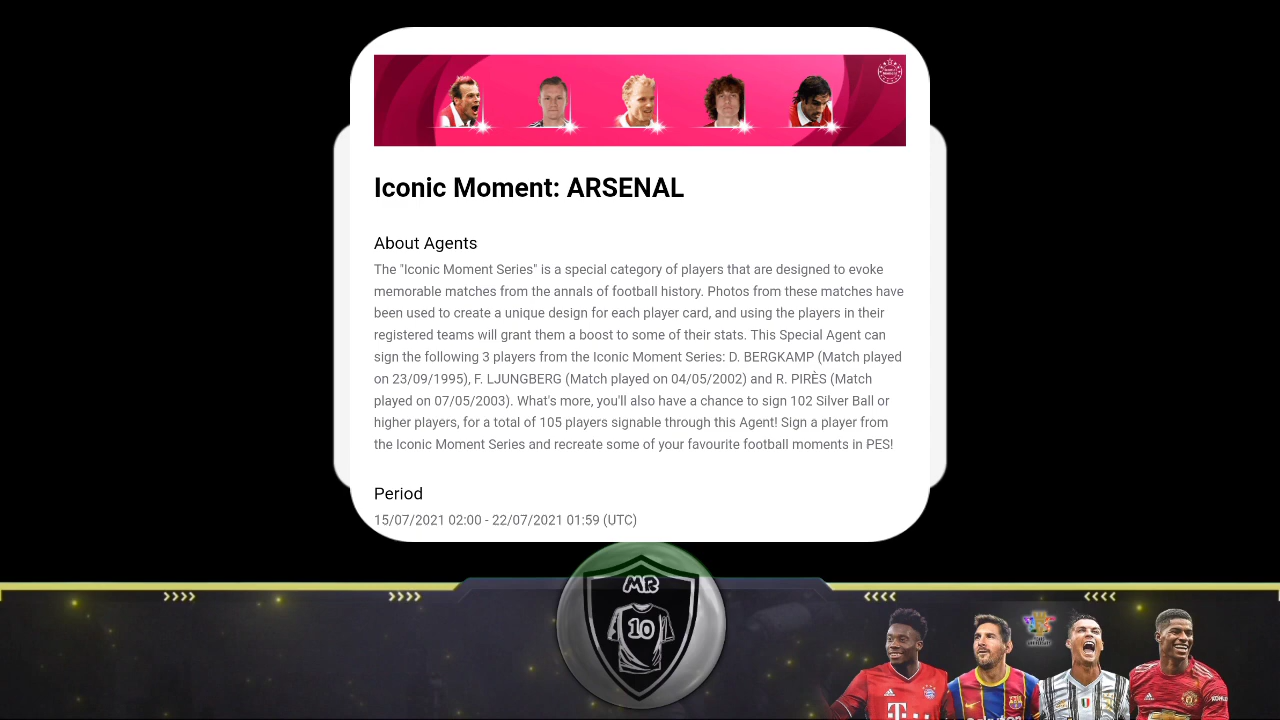 Iconic Moment: ARSENAL
About Agents
The "Iconic Moment Series" is a special category of players that are designed to evoke
memorable matches from the annals of football history. Photos from these matches have
been used to create a unique design for each player card, and using the players in their
registered teams will grant them a boost to some of their stats. This Special Agent can
sign the following 3 players from the Iconic Moment Series: D. BERGKAMP (Match played
on 23/09/1995), F. LJUNGBERG (Match played on 04/05/2002) and R. PIRÈS (Match
played on 07/05/2003). What's more, you'll also have a chance to sign 102 Silver Ball or
higher players, for a total of 105 players signable through this Agent! Sign a player from
the Iconic Moment Series and recreate some of your favourite football moments in PES!
Period
15/07/2021 02:00 - 22/07/2021 01:59 (UTC)
MR
10